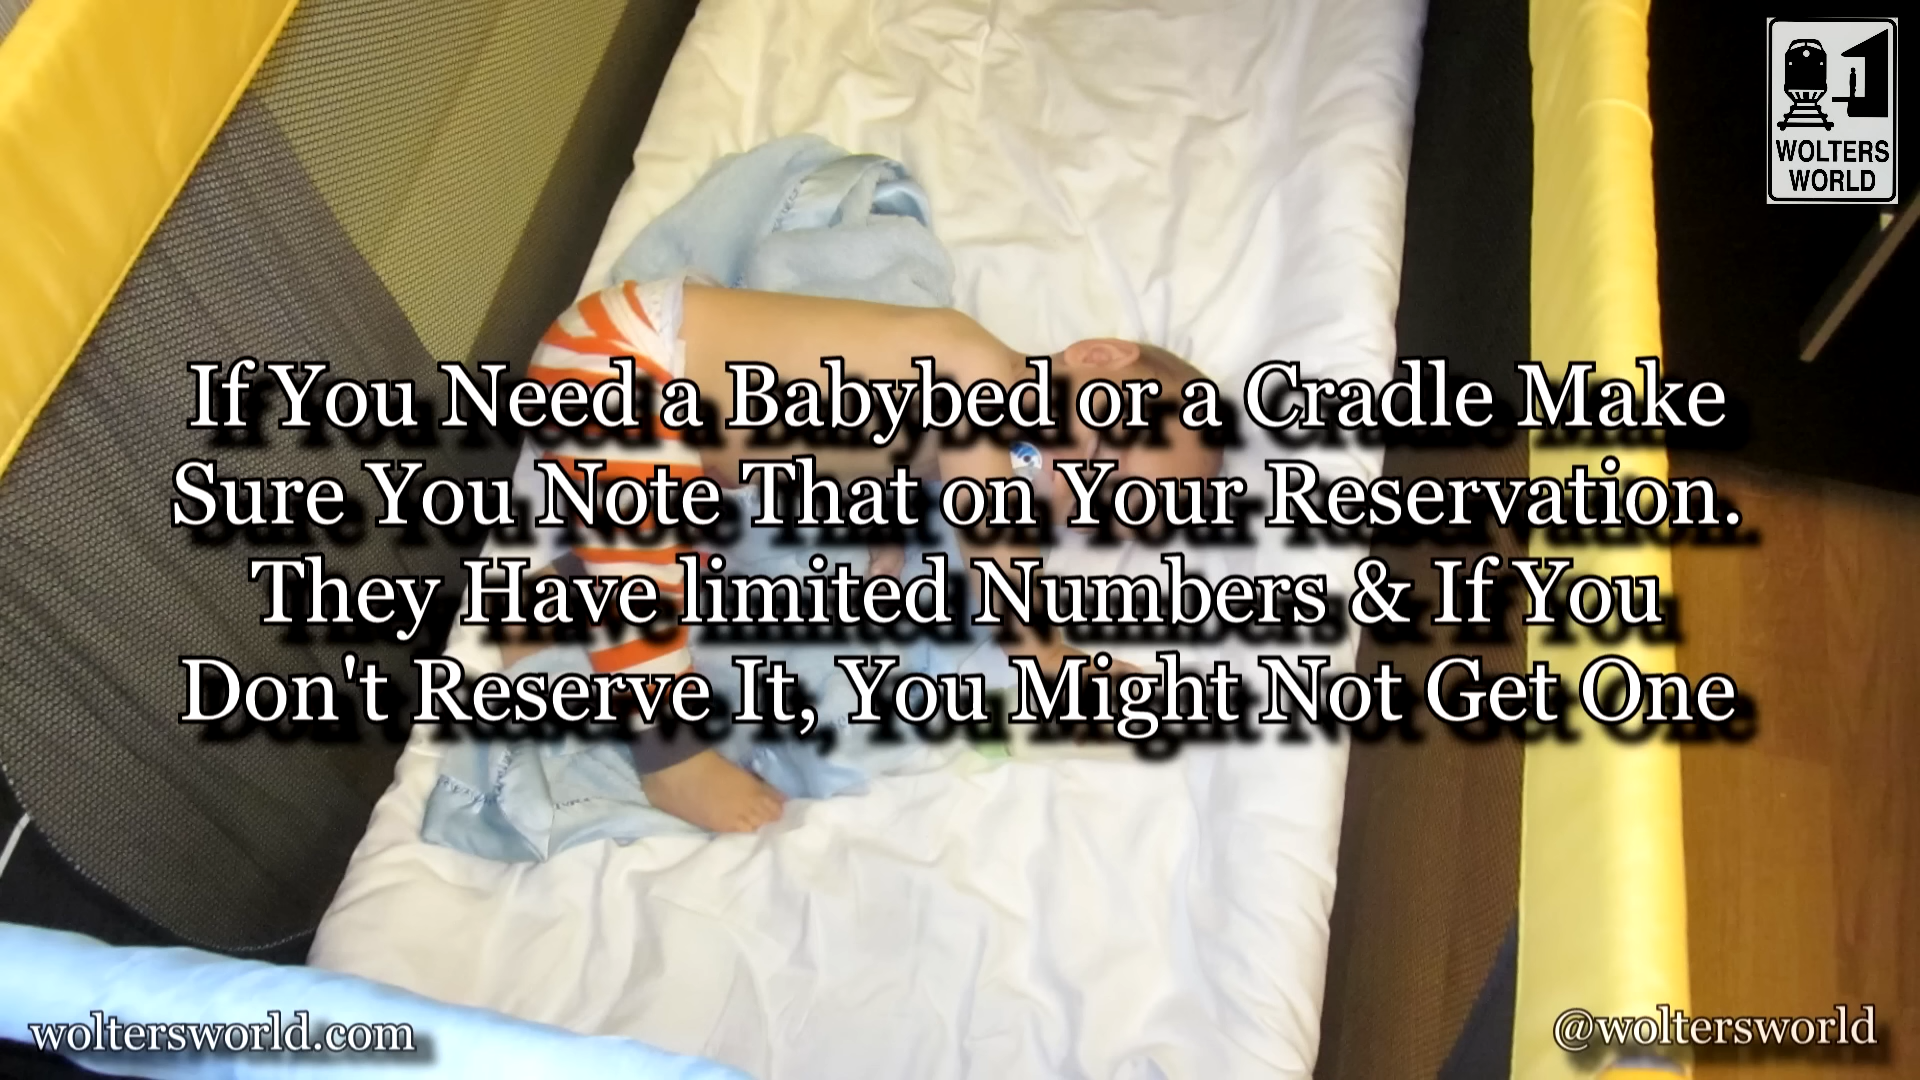 WOLTERS
WORLD
If You Need a Babybed or a Cradle Make
Sure You Note That on Your Reservation.
They Have limited Numbers & If You
Don't Reserve It, You Might Not Get One
woltersworld.com
@woltersworld